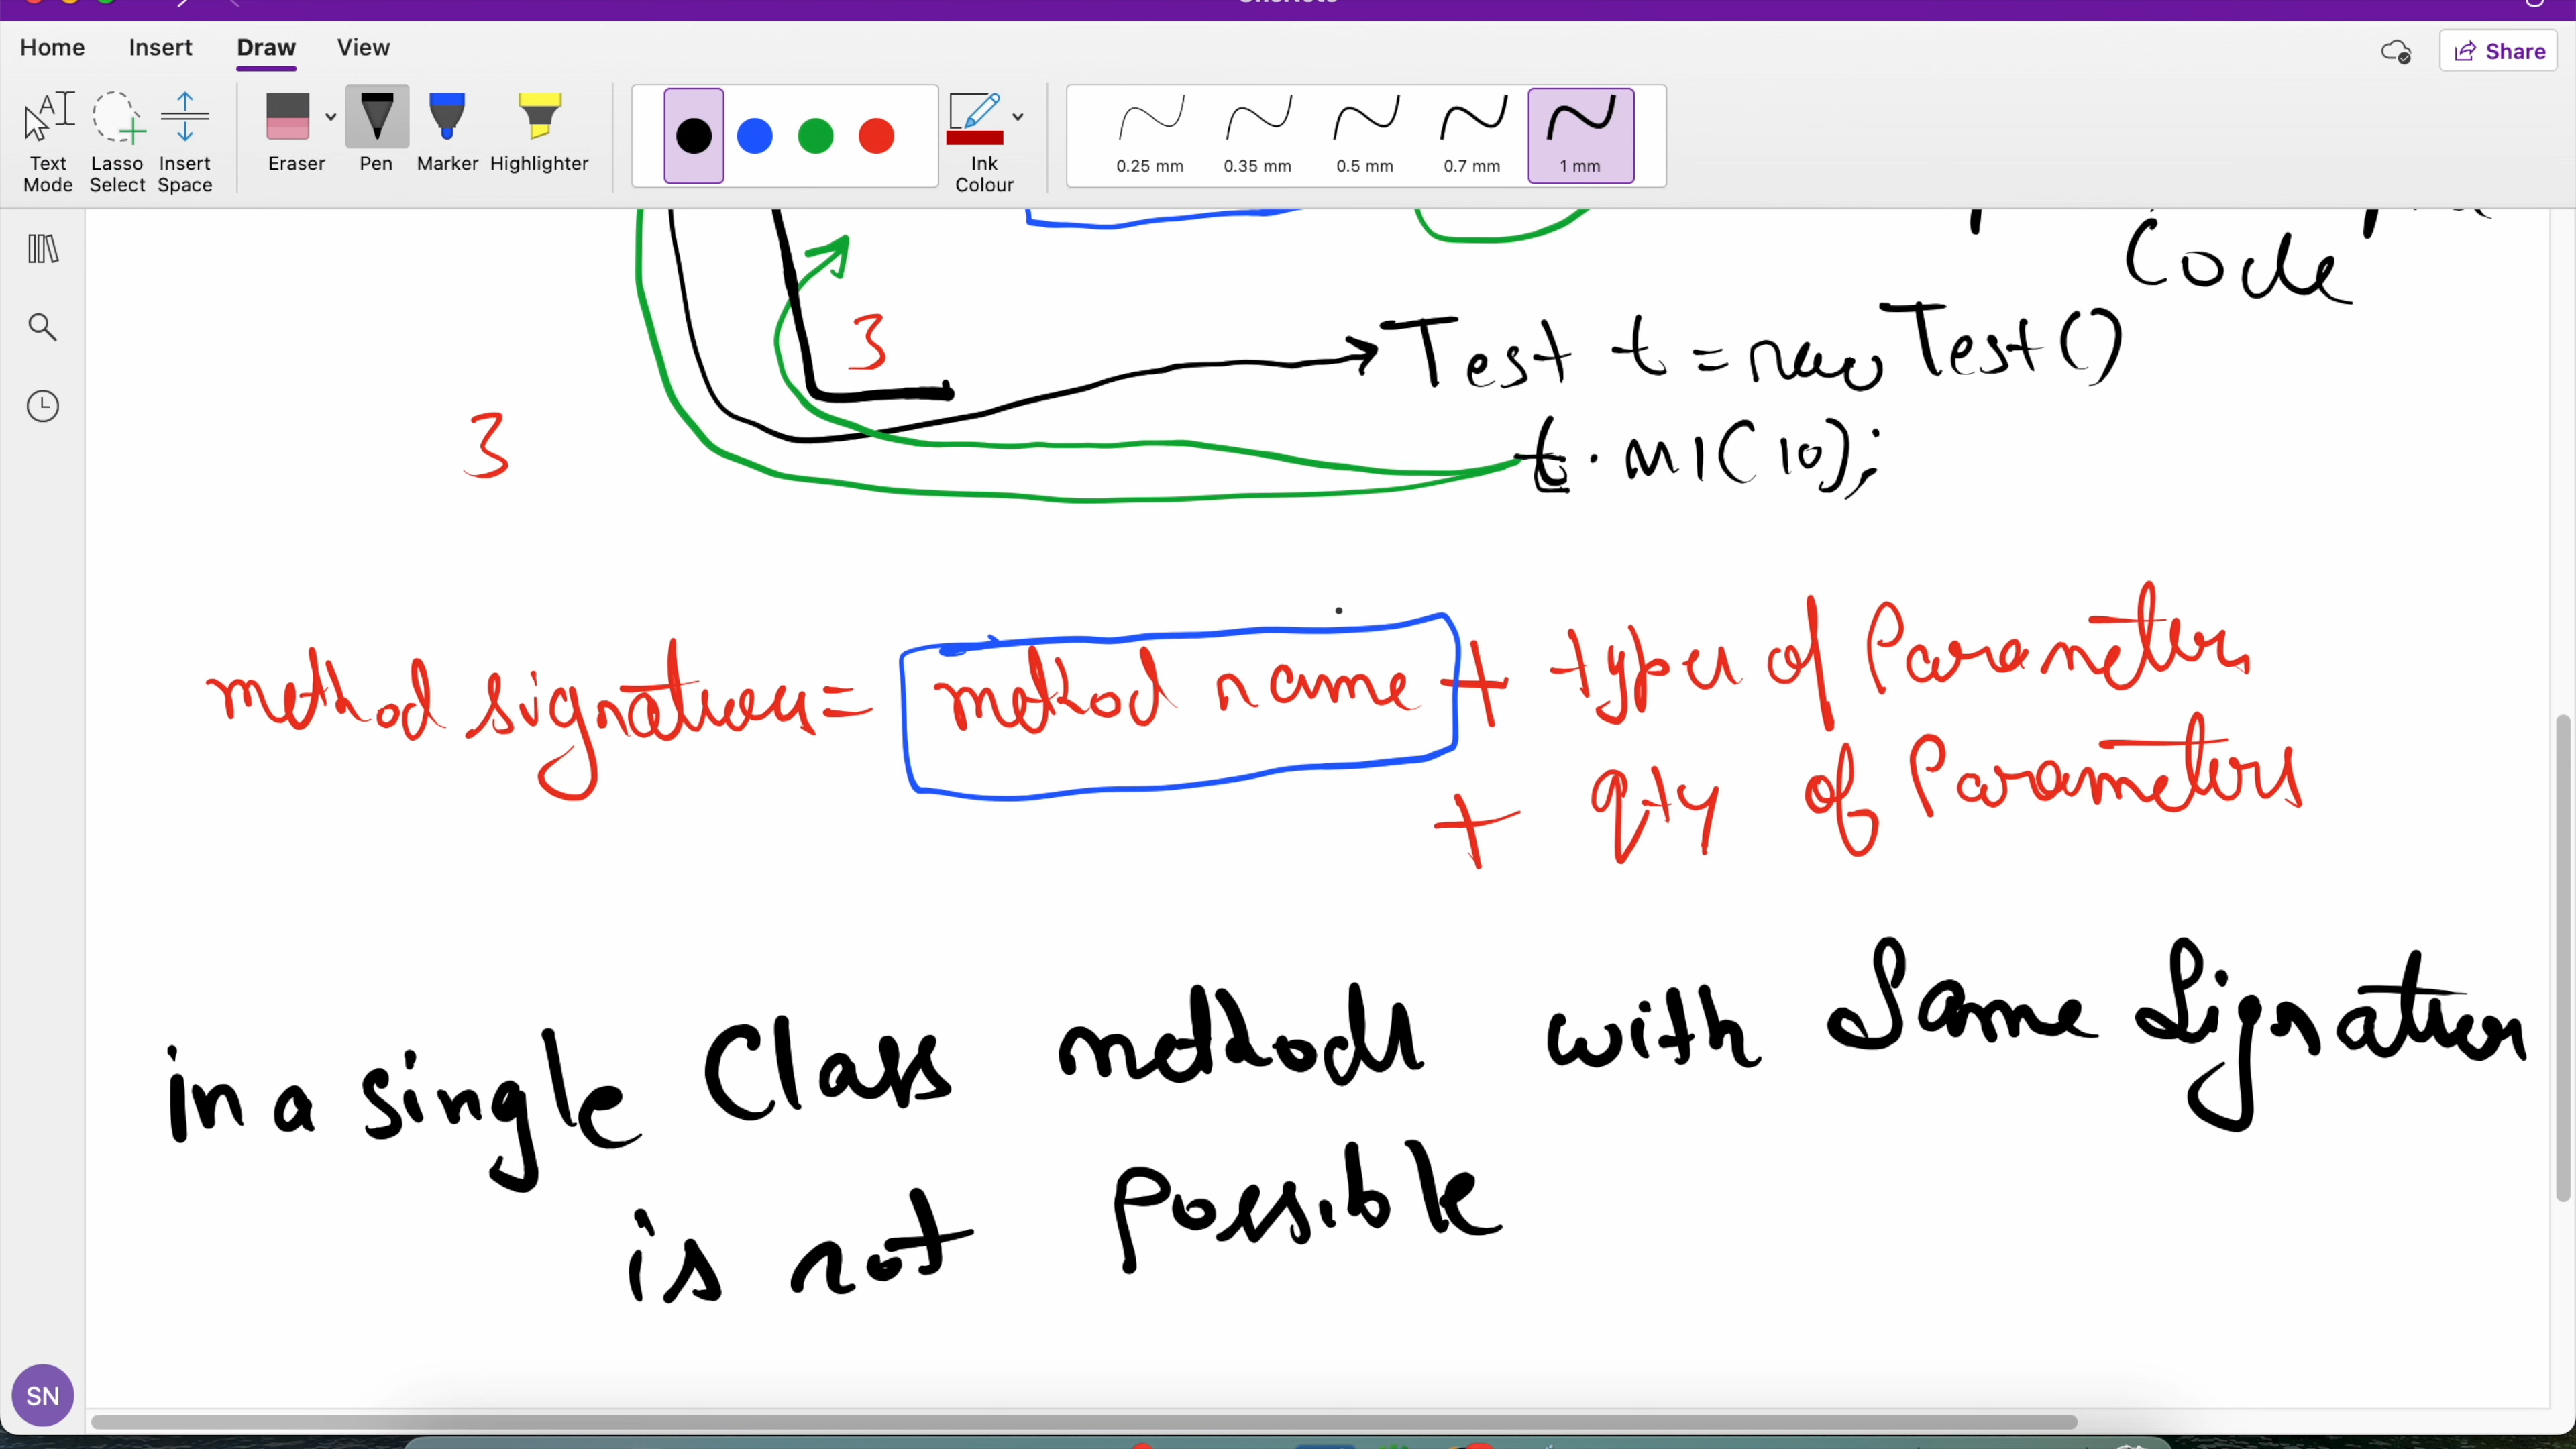 Home Insert Draw View
Share
Text Mode
Lasso Select
Insert Space
Eraser
Pen
Marker
Highlighter
Ink Colour
0.25 mm
0.35 mm
0.5 mm
0.7 mm
1 mm
Code
3
Test t = new Test()
3
t.m1(10);
method signature = method name + types of Parameters
+ qty of Parameters
in a single Class methods with Same Signature
is not possible
SN